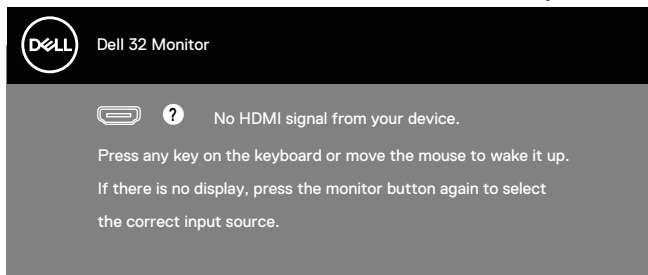 DELL
Dell 32 Monitor
? No HDMI signal from your device.
Press any key on the keyboard or move the mouse to wake it up.
If there is no display, press the monitor button again to select
the correct input source.